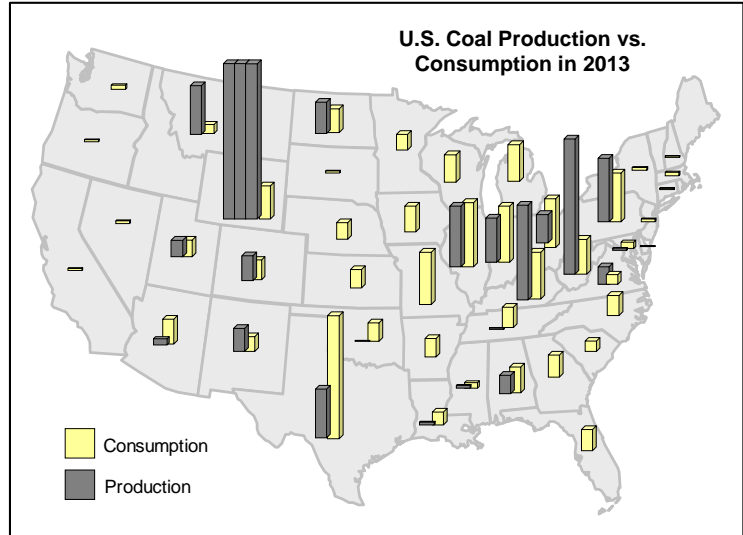 U.S. Coal Production vs.
Consumption in 2013
Consumption
Production